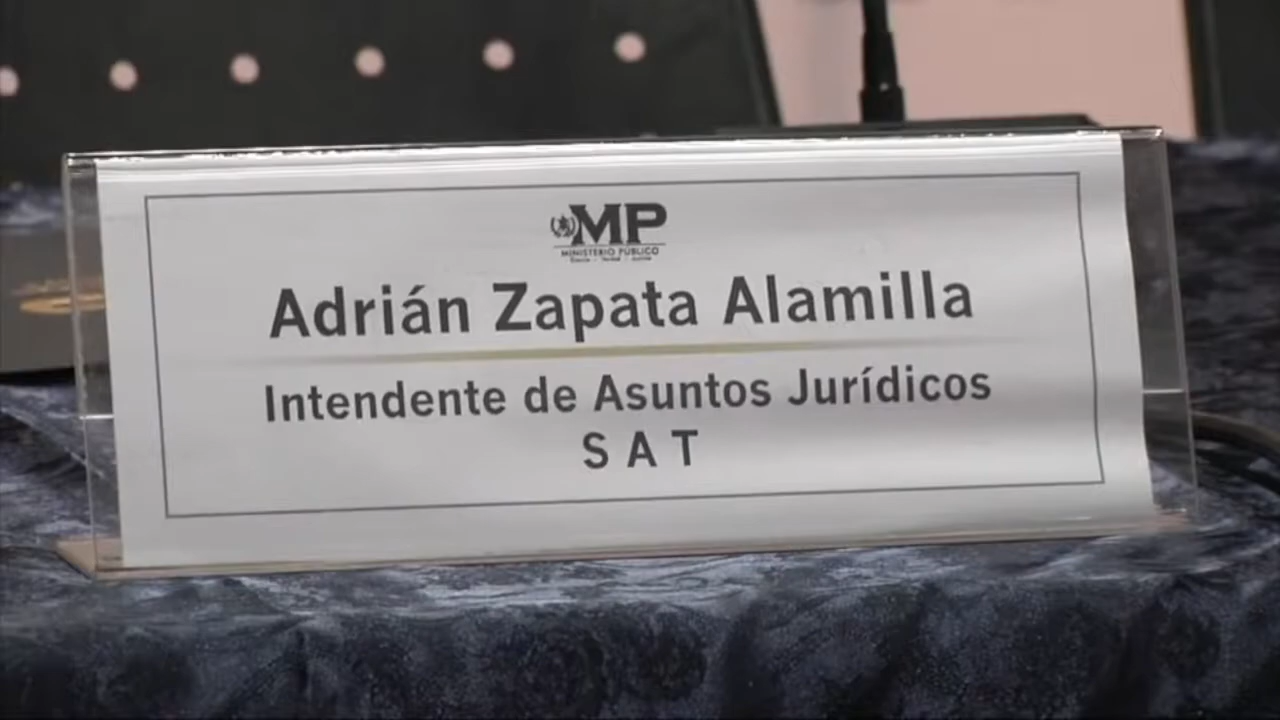 MP
MINISTERIO PÚBLICO
Adrián Zapata Alamilla
Intendente de Asuntos Jurídicos
S A T